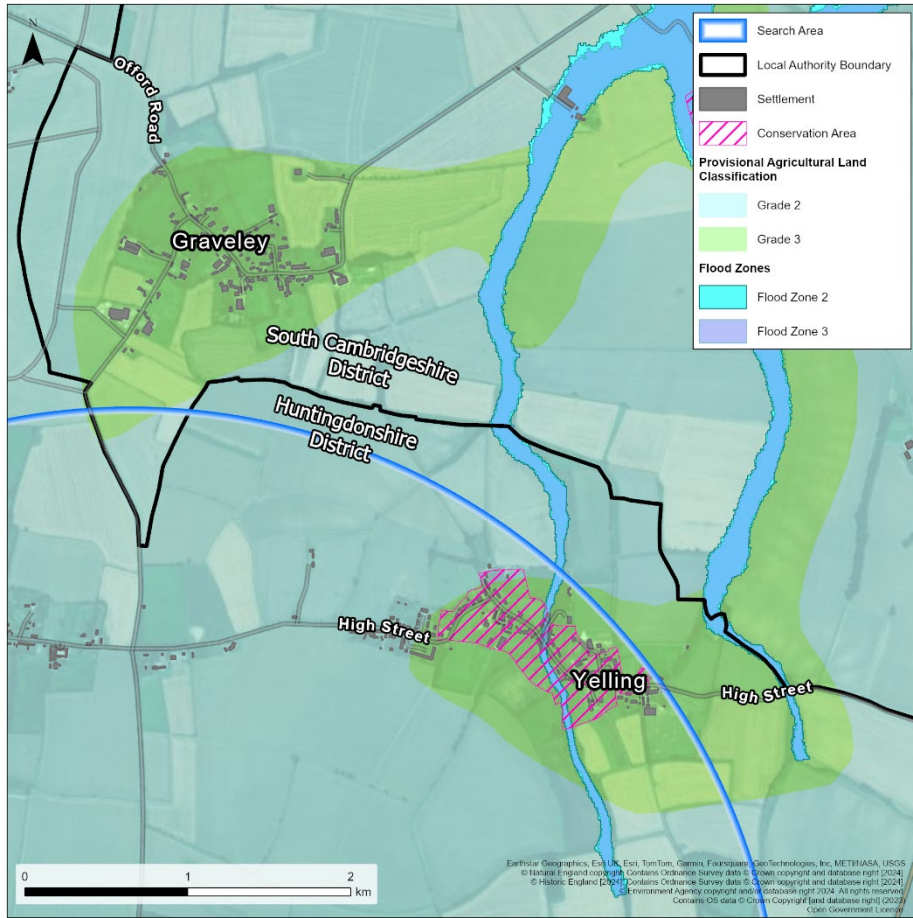 N
Offord Road
Graveley
South Cambridgeshire
District
Huntingdonshire
District
High Street
Yelling
High Street
Search Area
Local Authority Boundary
Settlement
Conservation Area
Provisional Agricultural Land
Classification
Grade 2
Grade 3
Flood Zones
Flood Zone 2
Flood Zone 3
0 1 2
km
Earthstar Geographics, Esri UK, Esri, TomTom, Garmin, Foursquare, GeoTechnologies, Inc, METI/NASA, USGS
© Natural England copyright. Contains Ordnance Survey data © Crown copyright and database right [2024]
© Historic England [2024]. Contains Ordnance Survey data © Crown copyright and database right [2024]
© Environment Agency copyright and/or database right 2024. All rights reserved
Contains OS data © Crown Copyright [and database right] (2023)
Open Government Licence